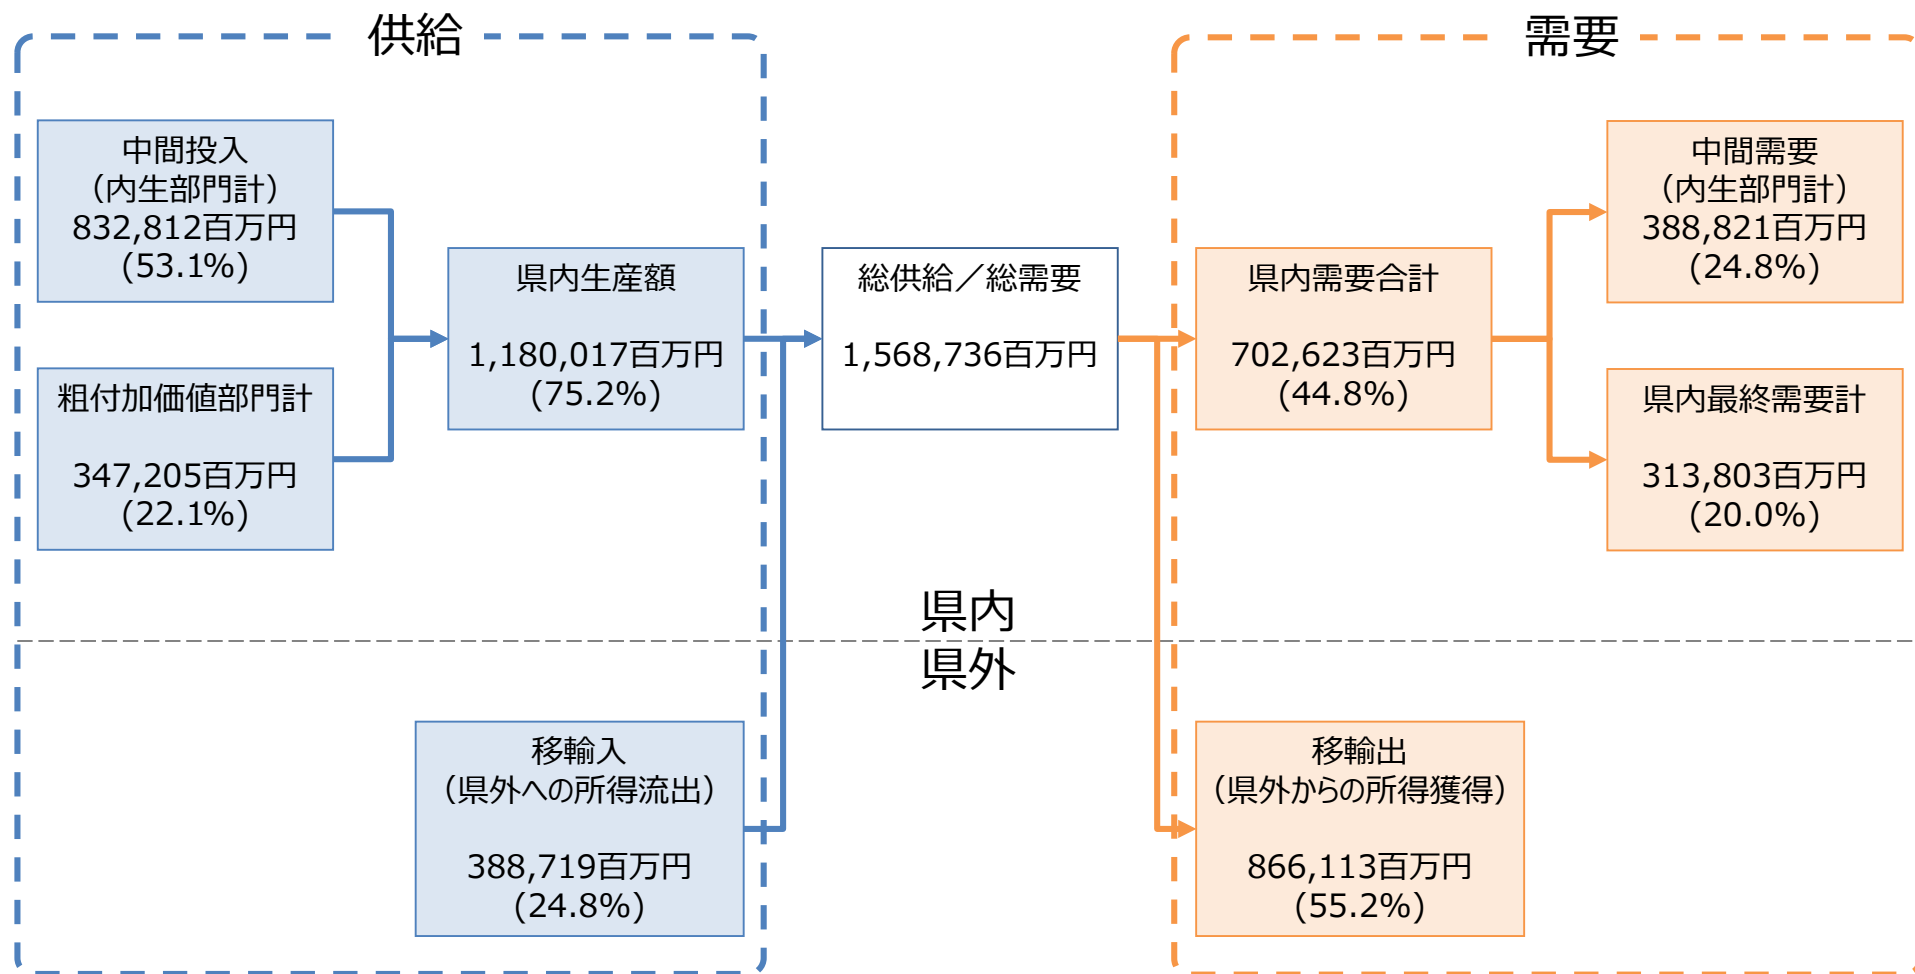 供給
需要
中間投入
（内生部門計）
832,812百万円
(53.1%)
粗付加価値部門計
347,205百万円
(22.1%)
県内生産額
1,180,017百万円
(75.2%)
総供給／総需要
1,568,736百万円
県内需要合計
702,623百万円
(44.8%)
中間需要
（内生部門計）
388,821百万円
(24.8%)
県内最終需要計
313,803百万円
(20.0%)
県内
県外
移輸入
（県外への所得流出）
388,719百万円
(24.8%)
移輸出
（県外からの所得獲得）
866,113百万円
(55.2%)